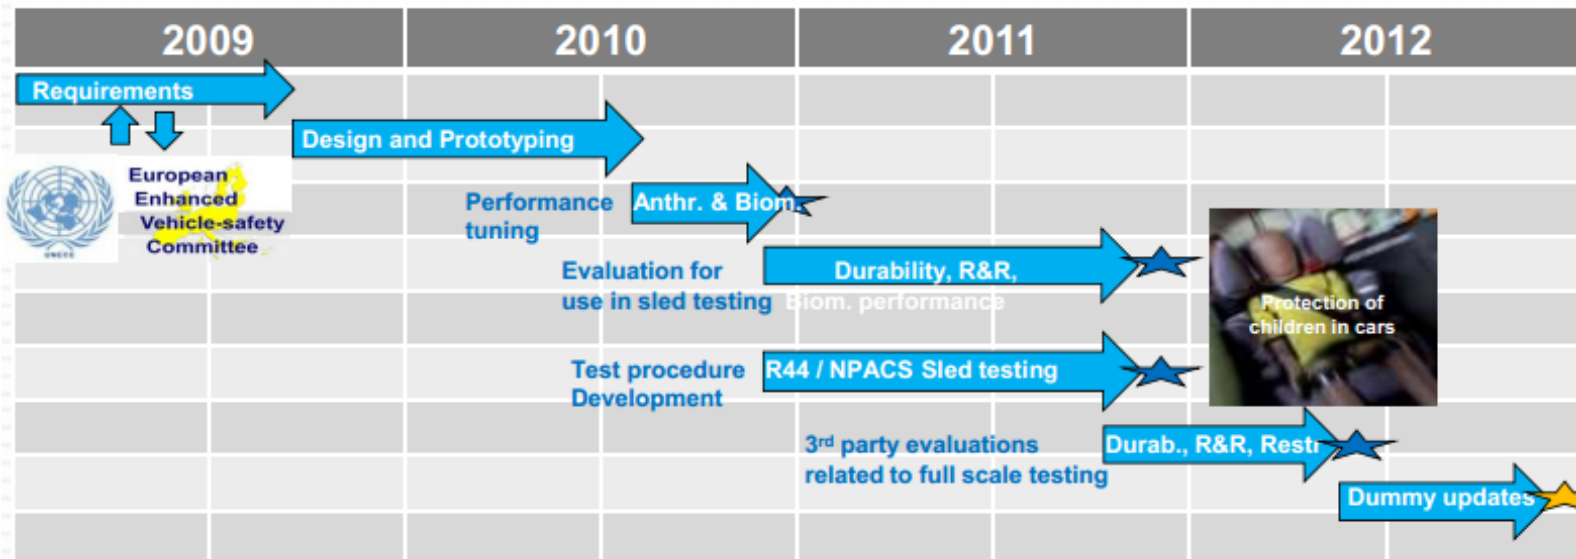 2009 2010 2011 2012
Requirements
Design and Prototyping
European
Enhanced
Vehicle-safety
Committee
UNECE
Performance
tuning
Anthr. & Biom.
Evaluation for
use in sled testing
Durability, R&R,
Biom. performance
Protection of
children in cars
Test procedure
Development
R44 / NPACS Sled testing
3rd party evaluations
related to full scale testing
Durab., R&R, Restr
Dummy updates